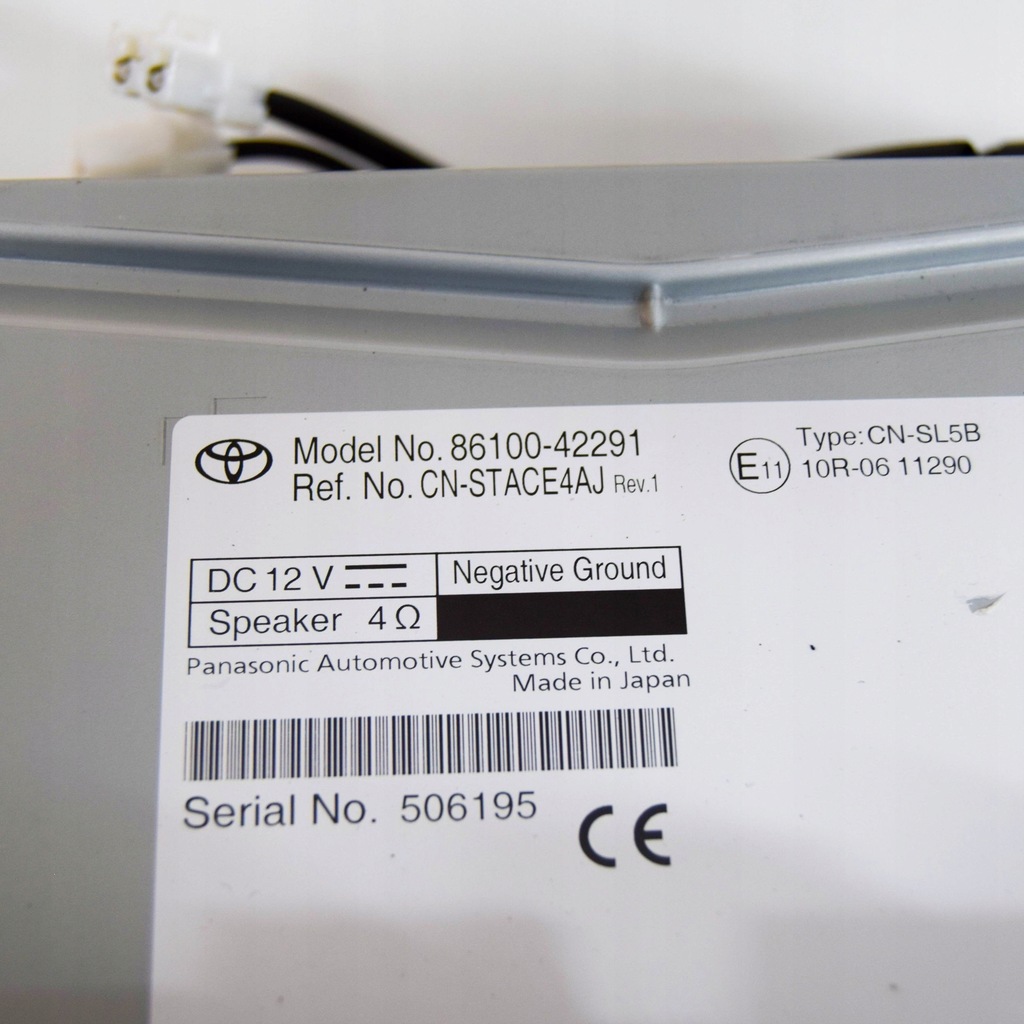 Model No. 86100-42291
Ref. No. CN-STACE4AJ Rev.1
E11
Type: CN-SL5B
10R-06 11290
DC 12 V
Negative Ground
Speaker 4 Ω
Panasonic Automotive Systems Co., Ltd.
Made in Japan
Serial No. 506195
CE